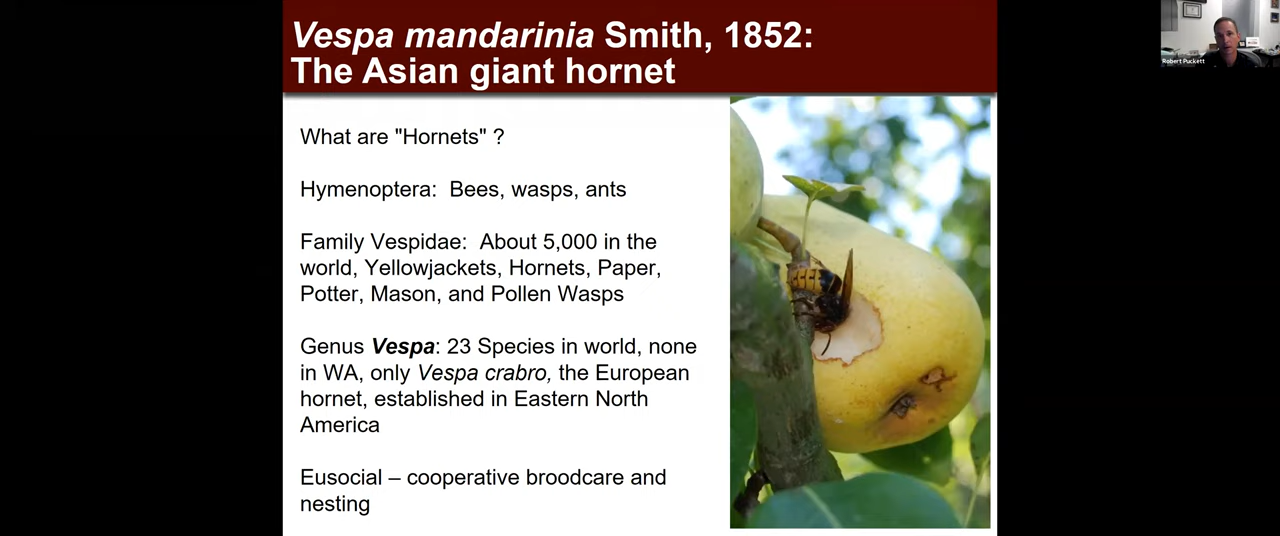 Vespa mandarinia Smith, 1852:
The Asian giant hornet
Robert Puckett
What are "Hornets" ?
Hymenoptera: Bees, wasps, ants
Family Vespidae: About 5,000 in the
world, Yellowjackets, Hornets, Paper,
Potter, Mason, and Pollen Wasps
Genus Vespa: 23 Species in world, none
in WA, only Vespa crabro, the European
hornet, established in Eastern North
America
Eusocial – cooperative broodcare and
nesting